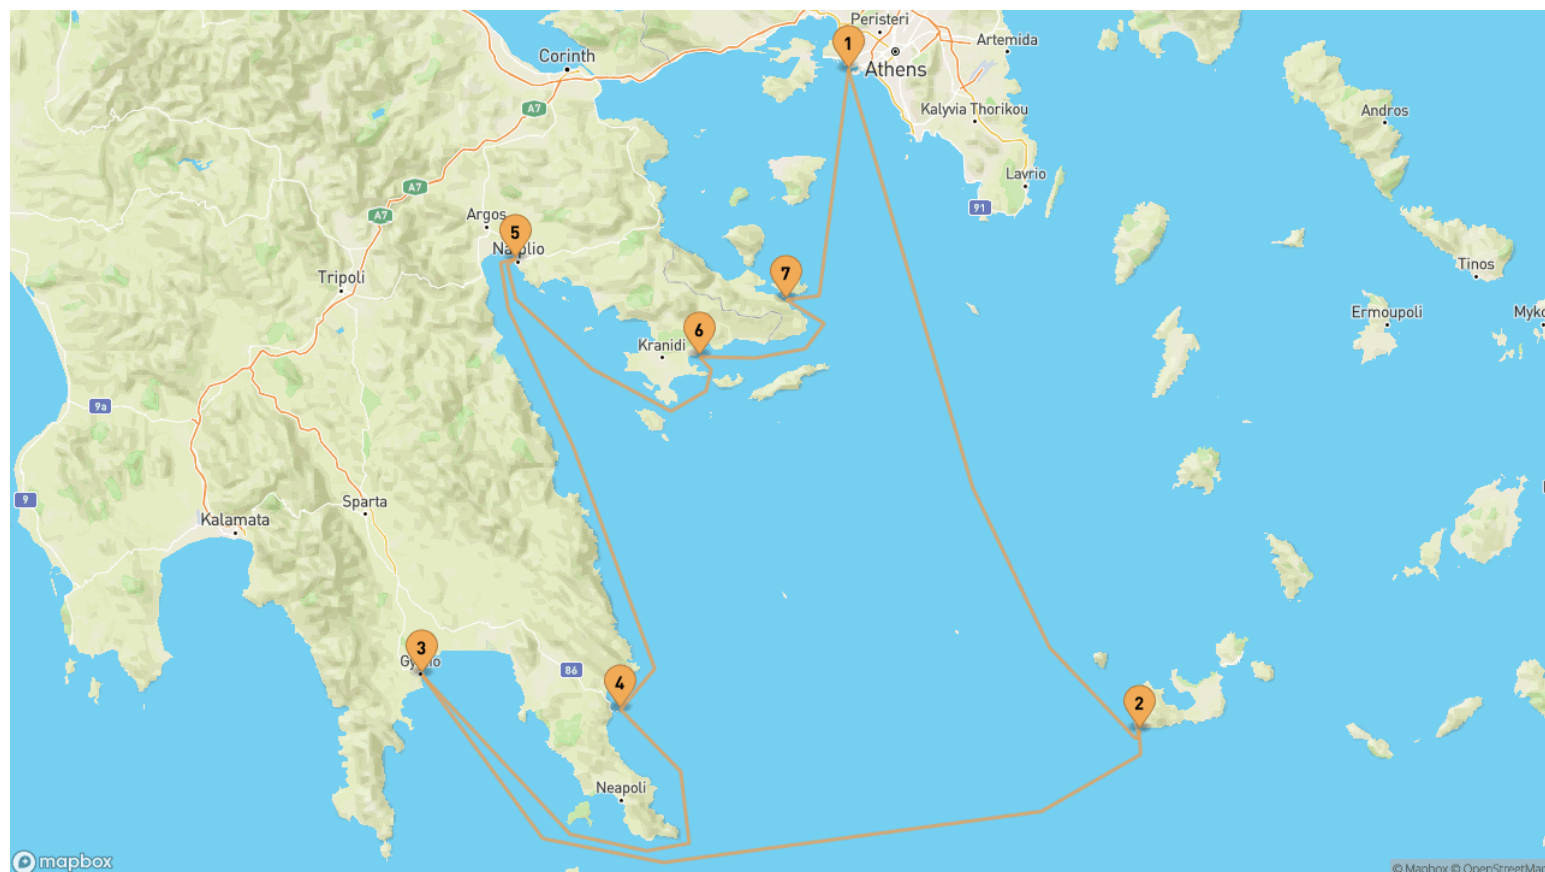 Peristeri
1
Artemida
Corinth
Athens
A7
Kalyvia Thorikou
Andros
Lavrio
A7
91
Argos
A7
5
Tinos
7
Tripoli
Ermoupoli
6
Kranidi
9a
9
Sparta
Kalamata
3
86
4
2
Neapoli
mapbox
© Mapbox © OpenStreetMap